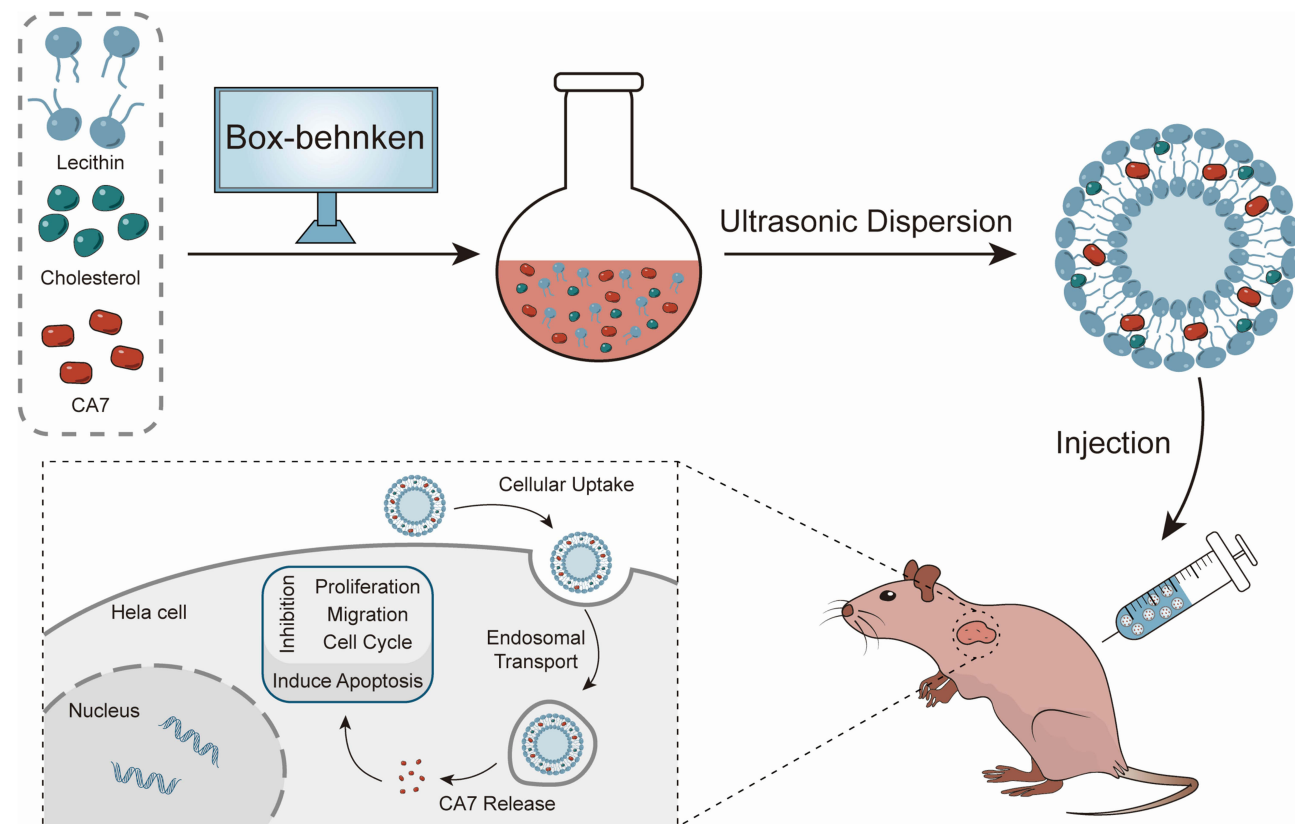 Lecithin
Cholesterol
CA7
Box-behnken
Ultrasonic Dispersion
Injection
Cellular Uptake
Hela cell
Inhibition
Proliferation
Migration
Cell Cycle
Induce Apoptosis
Endosomal
Transport
Nucleus
CA7 Release